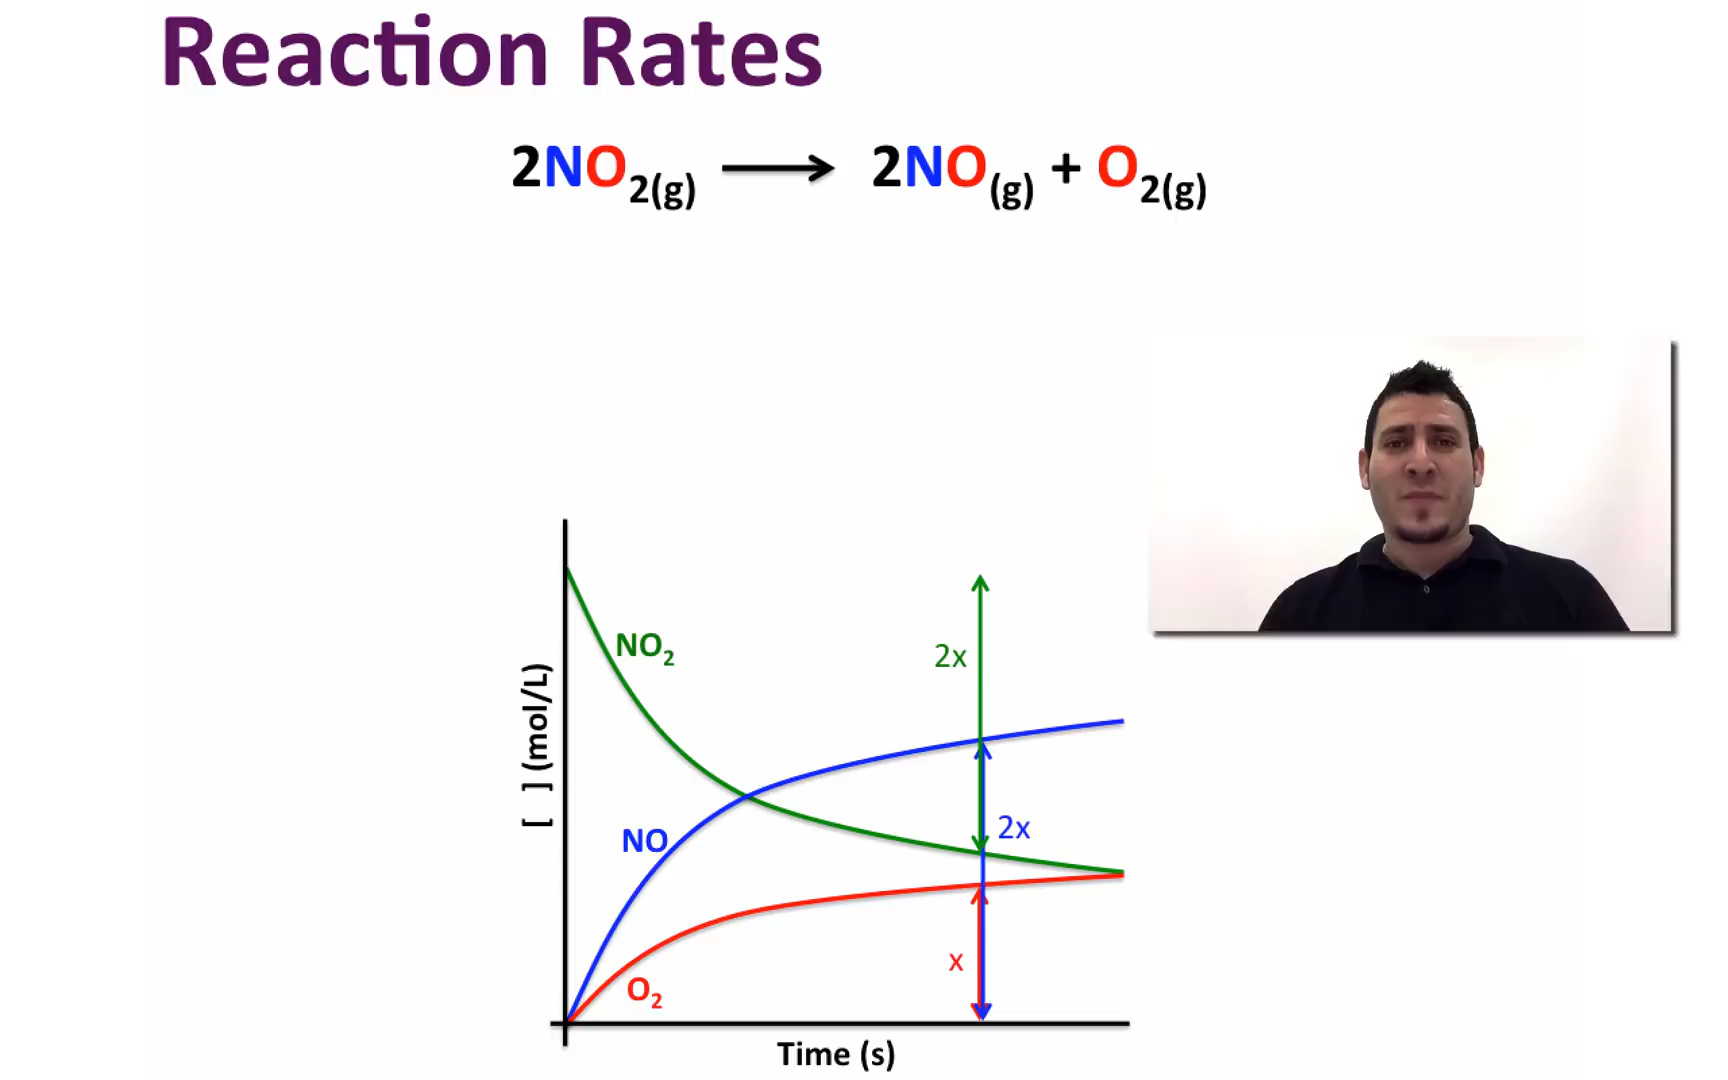 Reaction Rates
2NO2(g) ⟶ 2NO(g) + O2(g)
2x
NO2
[ ] (mol/L)
NO
2x
x
O2
Time (s)